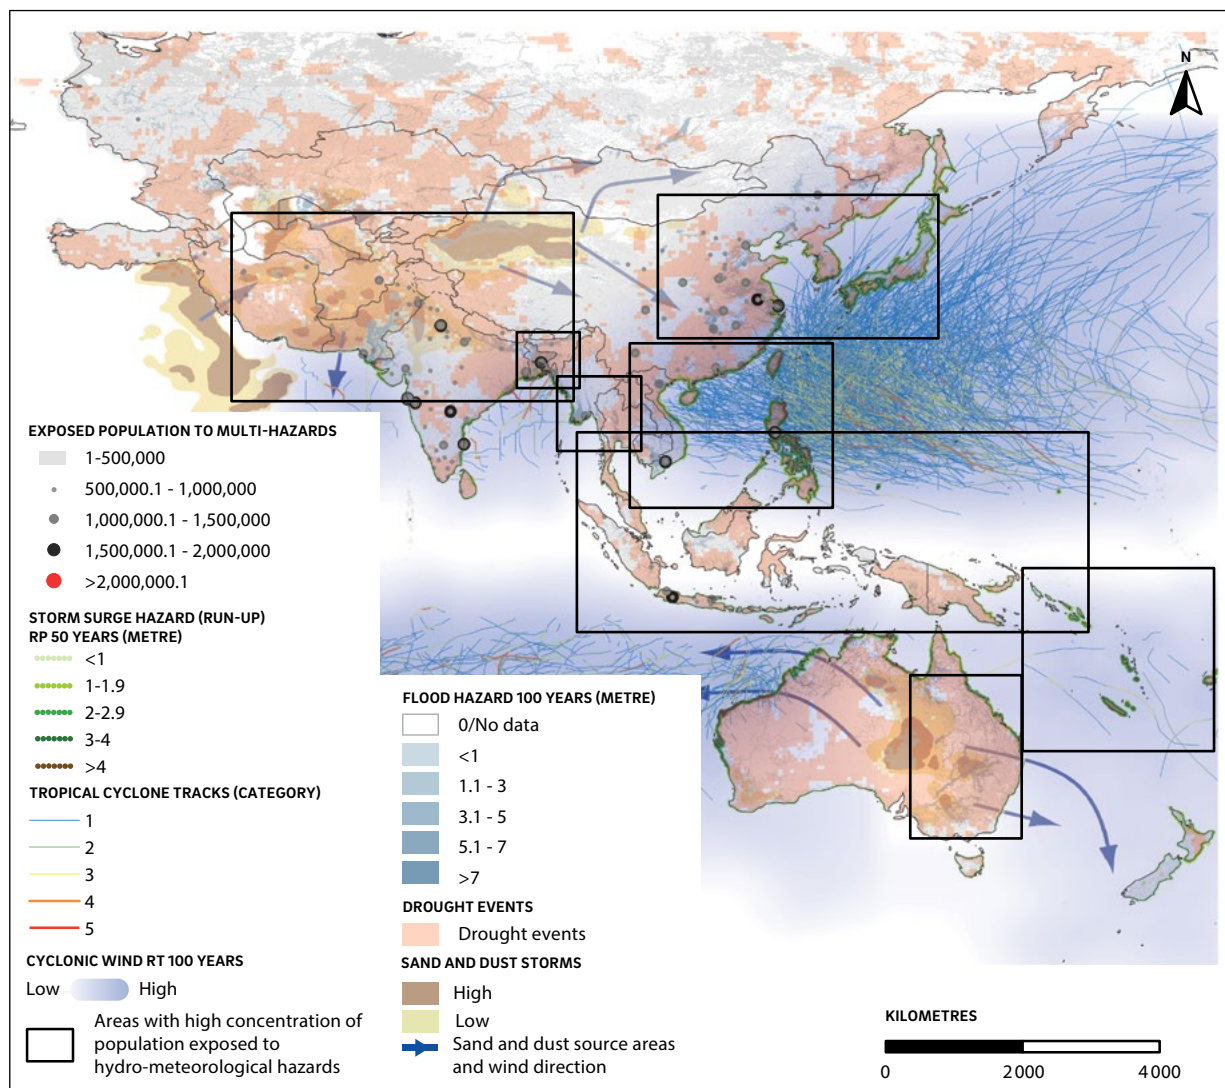 N
EXPOSED POPULATION TO MULTI-HAZARDS
1-500,000
500,000.1 - 1,000,000
1,000,000.1 - 1,500,000
1,500,000.1 - 2,000,000
>2,000,000.1
STORM SURGE HAZARD (RUN-UP)
RP 50 YEARS (METRE)
<1
1-1.9
2-2.9
3-4
>4
TROPICAL CYCLONE TRACKS (CATEGORY)
1
2
3
4
5
CYCLONIC WIND RT 100 YEARS
Low High
Areas with high concentration of
population exposed to
hydro-meteorological hazards
FLOOD HAZARD 100 YEARS (METRE)
0/No data
<1
1.1 - 3
3.1 - 5
5.1 - 7
>7
DROUGHT EVENTS
Drought events
SAND AND DUST STORMS
High
Low
Sand and dust source areas
and wind direction
KILOMETRES
0 2 000 4 000